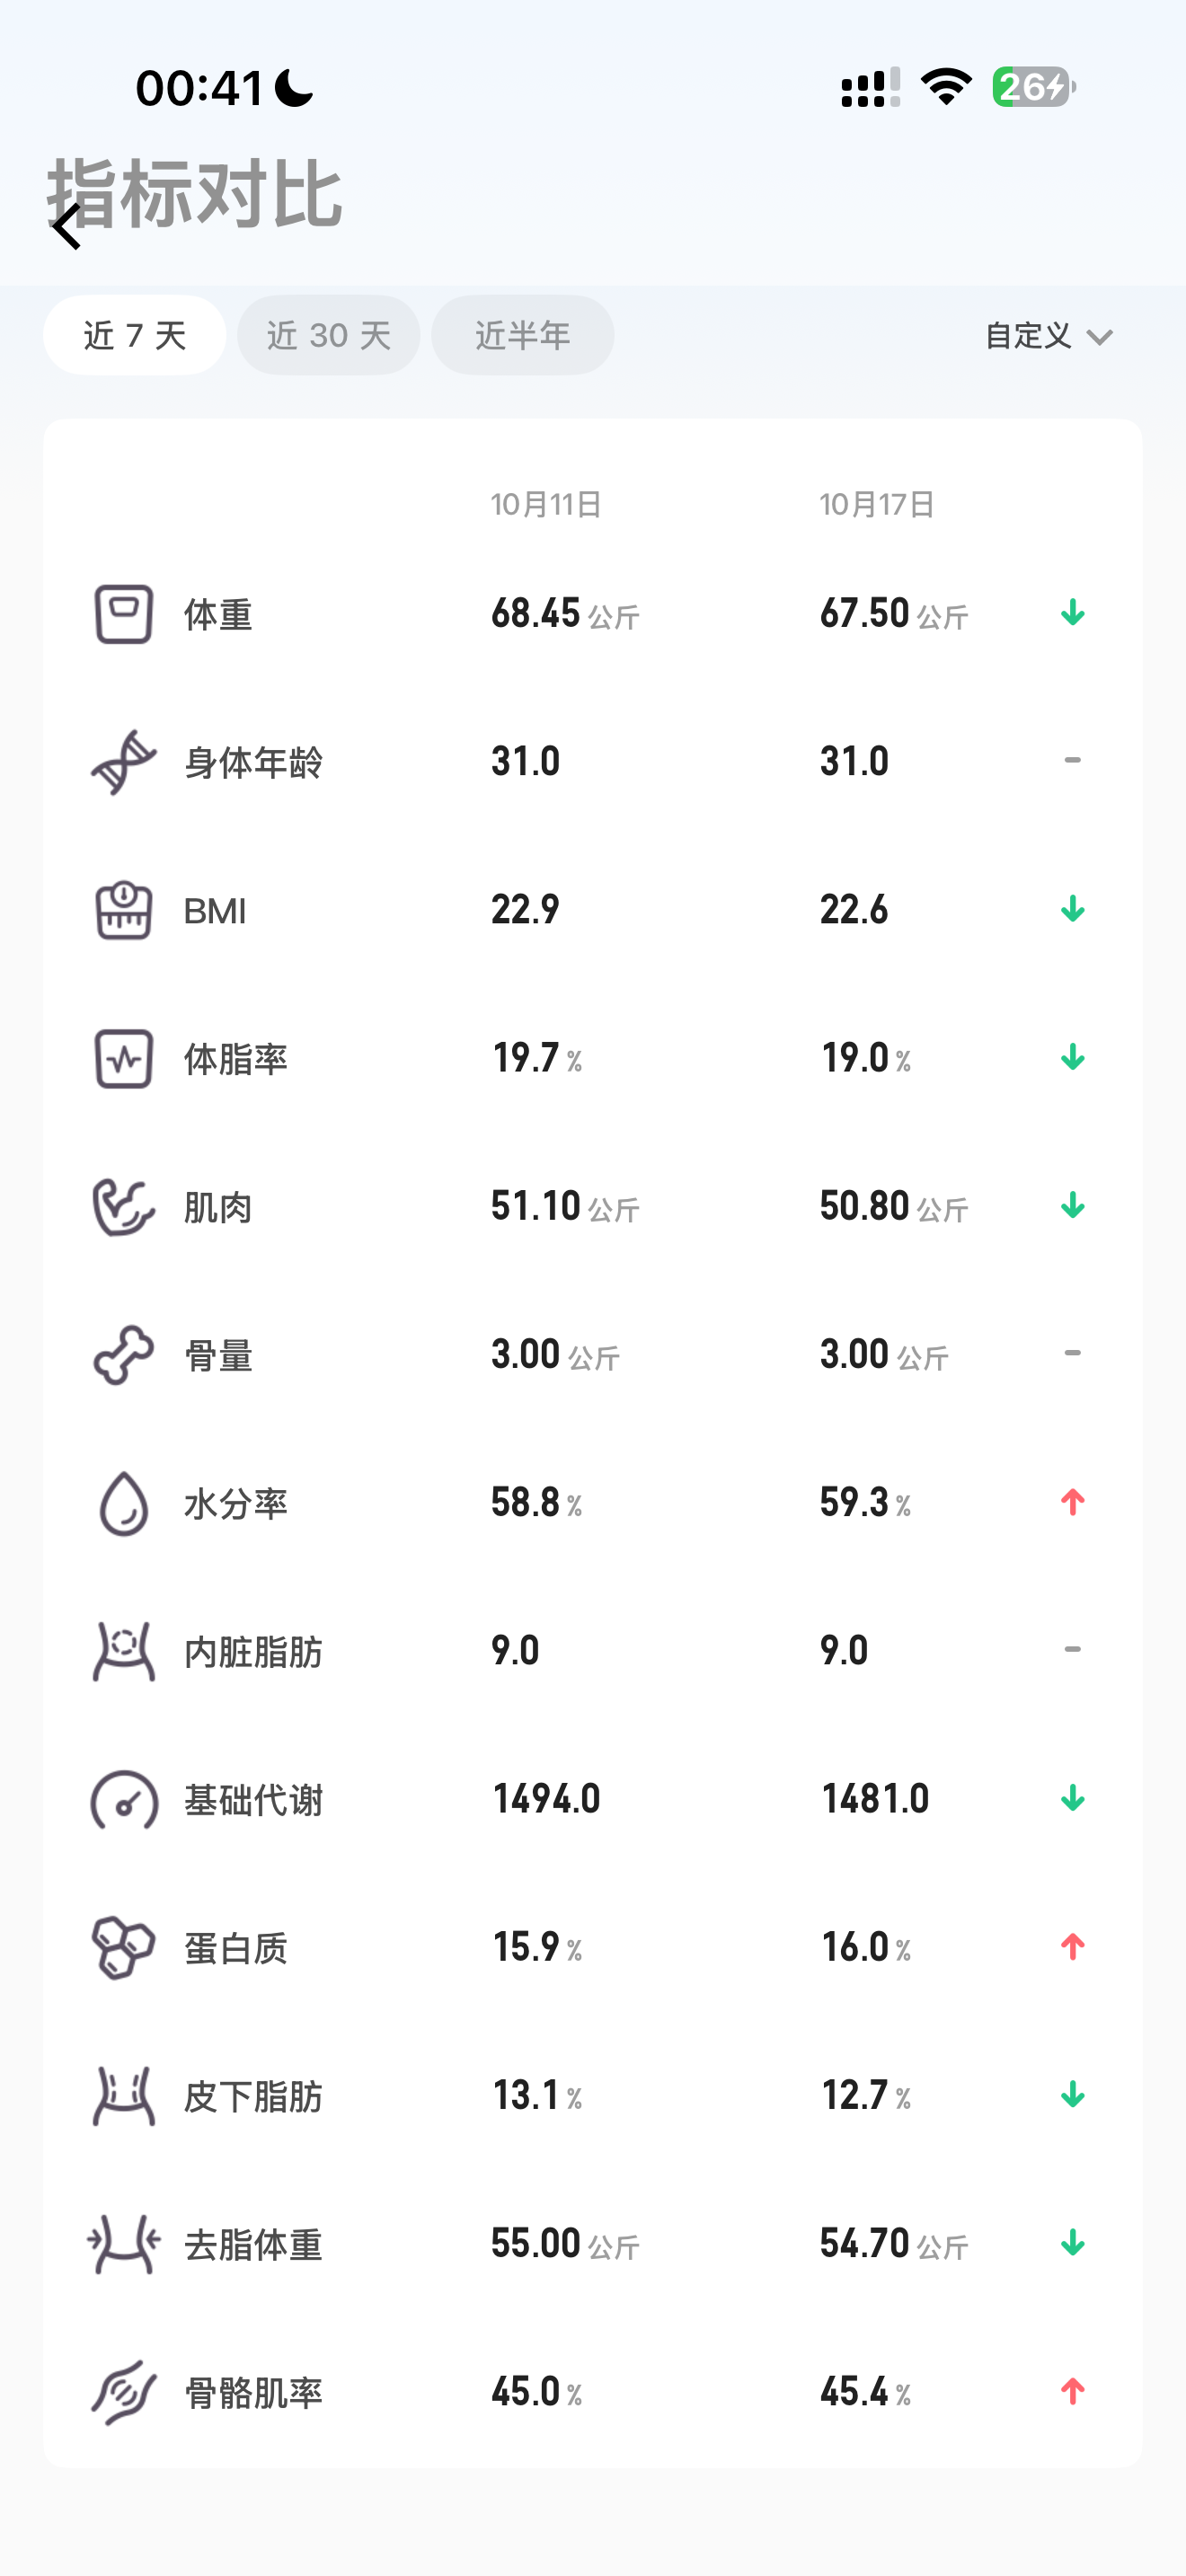 00:41
26
指标对比
近 7 天 近 30 天 近半年 自定义
10月11日 10月17日
体重 68.45 公斤 67.50 公斤
身体年龄 31.0 31.0 -
BMI 22.9 22.6
体脂率 19.7 % 19.0 %
肌肉 51.10 公斤 50.80 公斤
骨量 3.00 公斤 3.00 公斤 -
水分率 58.8 % 59.3 %
内脏脂肪 9.0 9.0 -
基础代谢 1494.0 1481.0
蛋白质 15.9 % 16.0 %
皮下脂肪 13.1 % 12.7 %
去脂体重 55.00 公斤 54.70 公斤
骨骼肌率 45.0 % 45.4 %